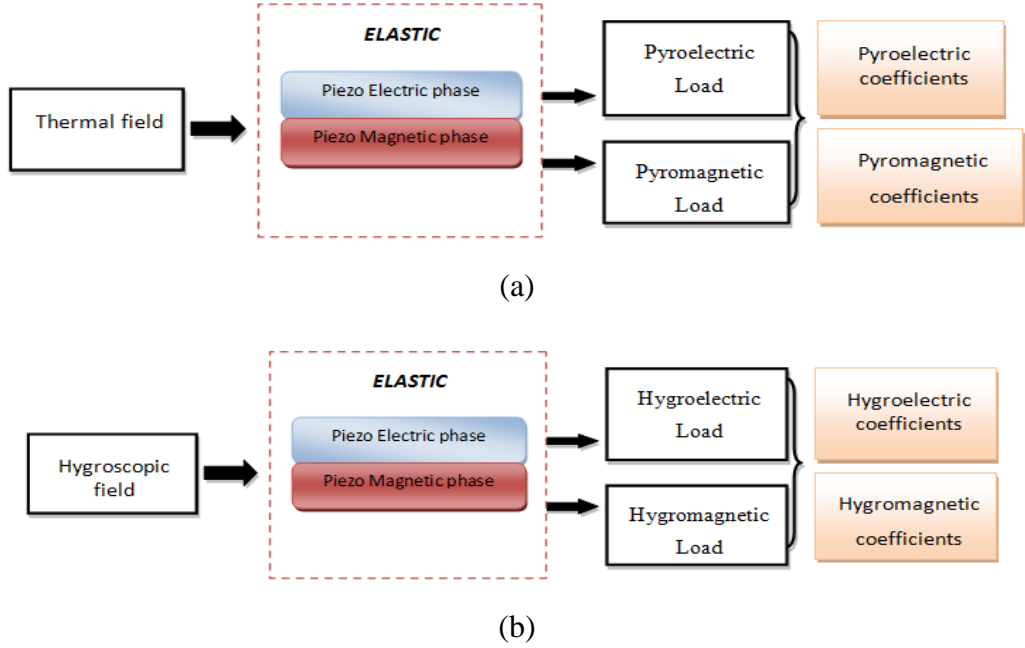 ELASTIC
Thermal field
Piezo Electric phase
Piezo Magnetic phase
Pyroelectric
Load
Pyromagnetic
Load
Pyroelectric
coefficients
Pyromagnetic
coefficients
(a)
ELASTIC
Hygroscopic
field
Piezo Electric phase
Piezo Magnetic phase
Hygroelectric
Load
Hygromagnetic
Load
Hygroelectric
coefficients
Hygromagnetic
coefficients
(b)